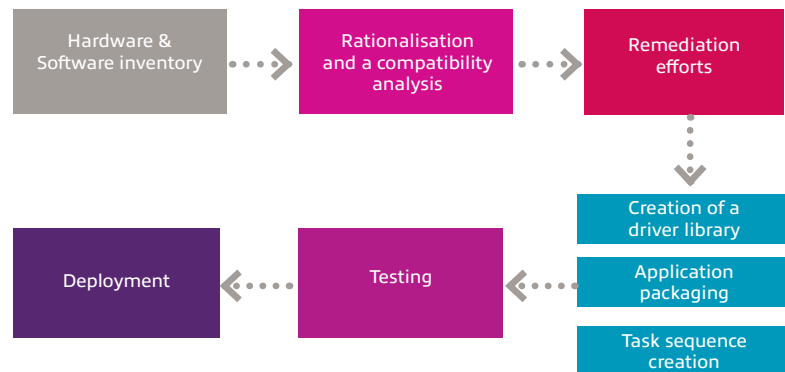 Hardware &
Software inventory
Rationalisation
and a compatibility
analysis
Remediation
efforts
Creation of a
driver library
Application
packaging
Task sequence
creation
Testing
Deployment